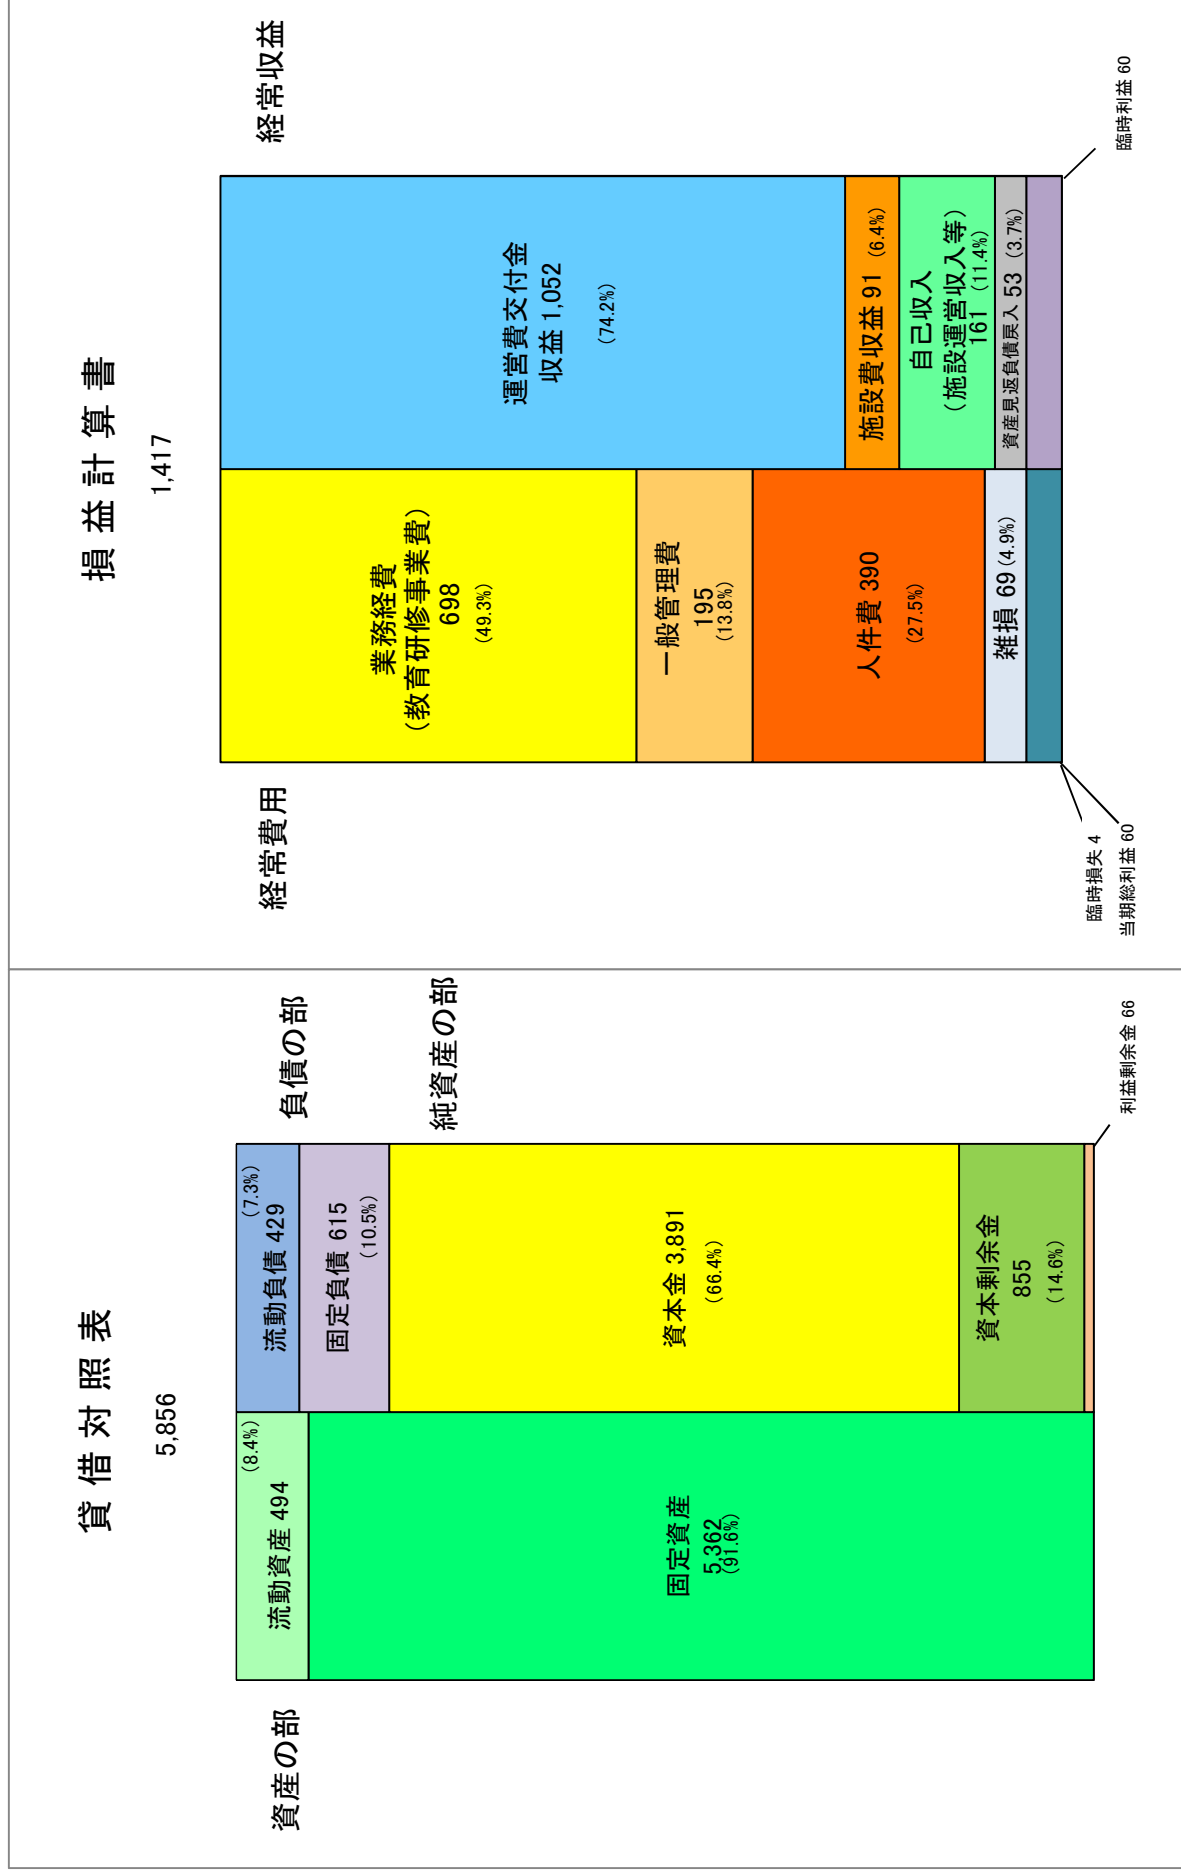 貸借対照表
5,856
資産の部
流動資産 494
(8.4%)
固定資産
5,362
(91.6%)
負債の部
流動負債 429
(7.3%)
固定負債 615
(10.5%)
純資産の部
資本金 3,891
(66.4%)
資本剰余金
855
(14.6%)
利益剰余金 66
損益計算書
1,417
経常費用
業務経費
(教育研修事業費)
698
(49.3%)
一般管理費
195
(13.8%)
人件費 390
(27.5%)
雑損 69 (4.9%)
臨時損失 4
当期総利益 60
経常収益
運営費交付金
収益 1,052
(74.2%)
施設費収益 91 (6.4%)
自己収入
(施設運営収入等)
161 (11.4%)
資産見返負債戻入 53 (3.7%)
臨時利益 60